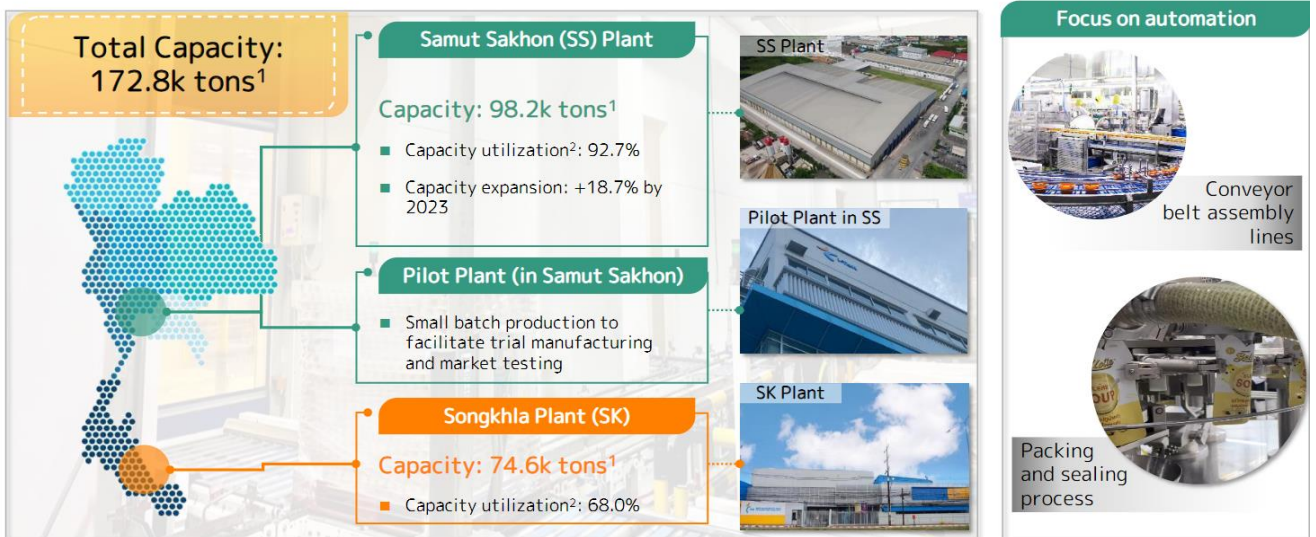 Total Capacity:
172.8k tons¹
Samut Sakhon (SS) Plant
Capacity: 98.2k tons¹
■ Capacity utilization²: 92.7%
■ Capacity expansion: +18.7% by
2023
Pilot Plant (in Samut Sakhon)
■ Small batch production to
facilitate trial manufacturing
and market testing
Songkhla Plant (SK)
Capacity: 74.6k tons¹
■ Capacity utilization²: 68.0%
SS Plant
Pilot Plant in SS
SK Plant
Focus on automation
Conveyor
belt assembly
lines
Packing
and sealing
process